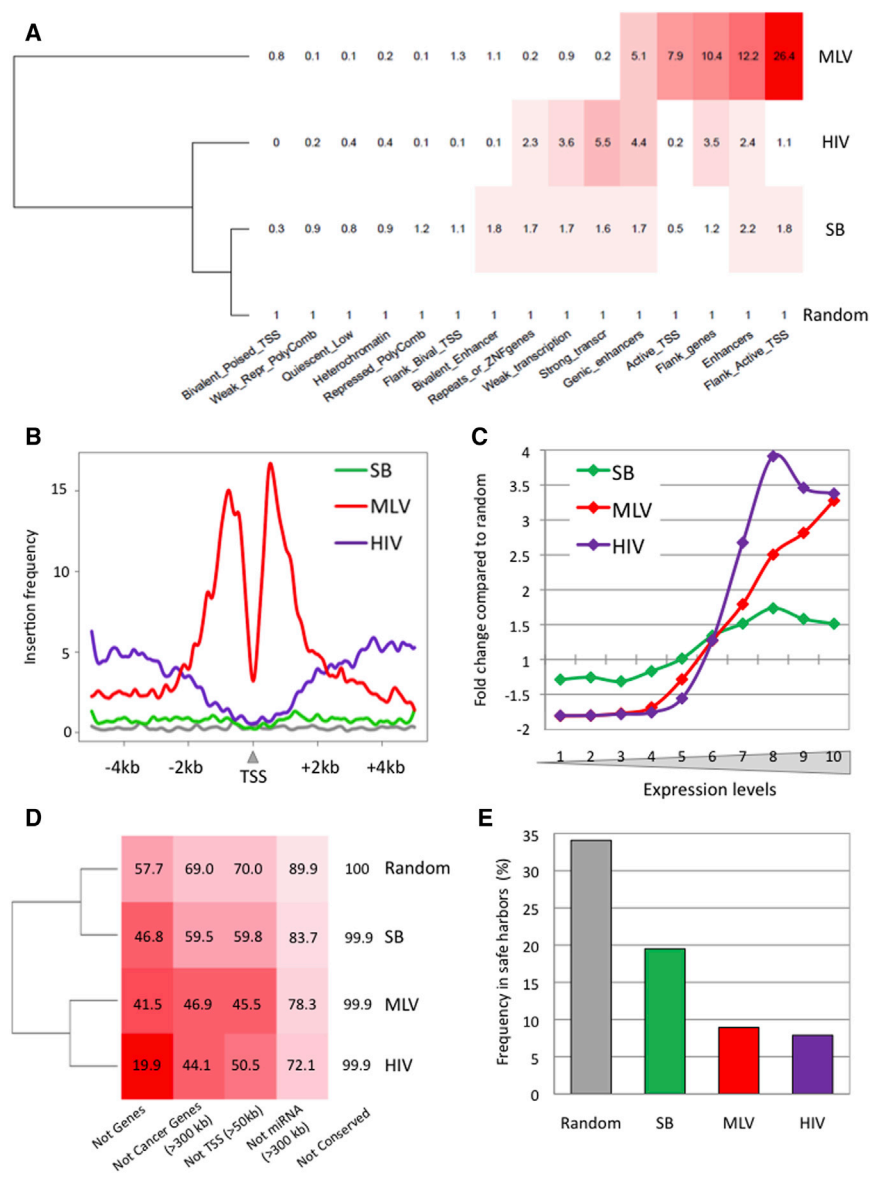 A
0.8 0.1 0.1 0.2 0.1 1.3 1.1 0.2 0.9 0.2 5.1 7.9 10.4 12.2 26.4 MLV
0 0.2 0.4 0.4 0.1 0.1 0.1 2.3 3.6 5.5 4.4 0.2 3.5 2.4 1.1 HIV
0.3 0.9 0.8 0.9 1.2 1.1 1.8 1.7 1.7 1.6 1.7 0.5 1.2 2.2 1.8 SB
1 1 1 1 1 1 1 1 1 1 1 1 1 1 1 Random
Bivalent_Poised_TSS
Weak_Repr_PolyComb
Quiescent_Low
Heterochromatin
Repressed_PolyComb
Flank_Bival_TSS
Bivalent_Enhancer
Repeats_or_ZNFgenes
Weak_transcription
Strong_transcr
Genic_enhancers
Active_TSS
Flank_genes
Enhancers
Flank_Active_TSS
B
Insertion frequency
15
10
5
0
SB
MLV
HIV
-4kb -2kb TSS +2kb +4kb
C
Fold change compared to random
4
3.5
3
2.5
2
1.5
1
-1.5
-2
SB
MLV
HIV
1 2 3 4 5 6 7 8 9 10
Expression levels
D
57.7 69.0 70.0 89.9 100 Random
46.8 59.5 59.8 83.7 99.9 SB
41.5 46.9 45.5 78.3 99.9 MLV
19.9 44.1 50.5 72.1 99.9 HIV
Not Genes
Not Cancer Genes
(>300 kb)
Not TSS (>50kb)
Not miRNA
(>300 kb)
Not Conserved
E
Frequency in safe harbors (%)
35
30
25
20
15
10
5
0
Random SB MLV HIV